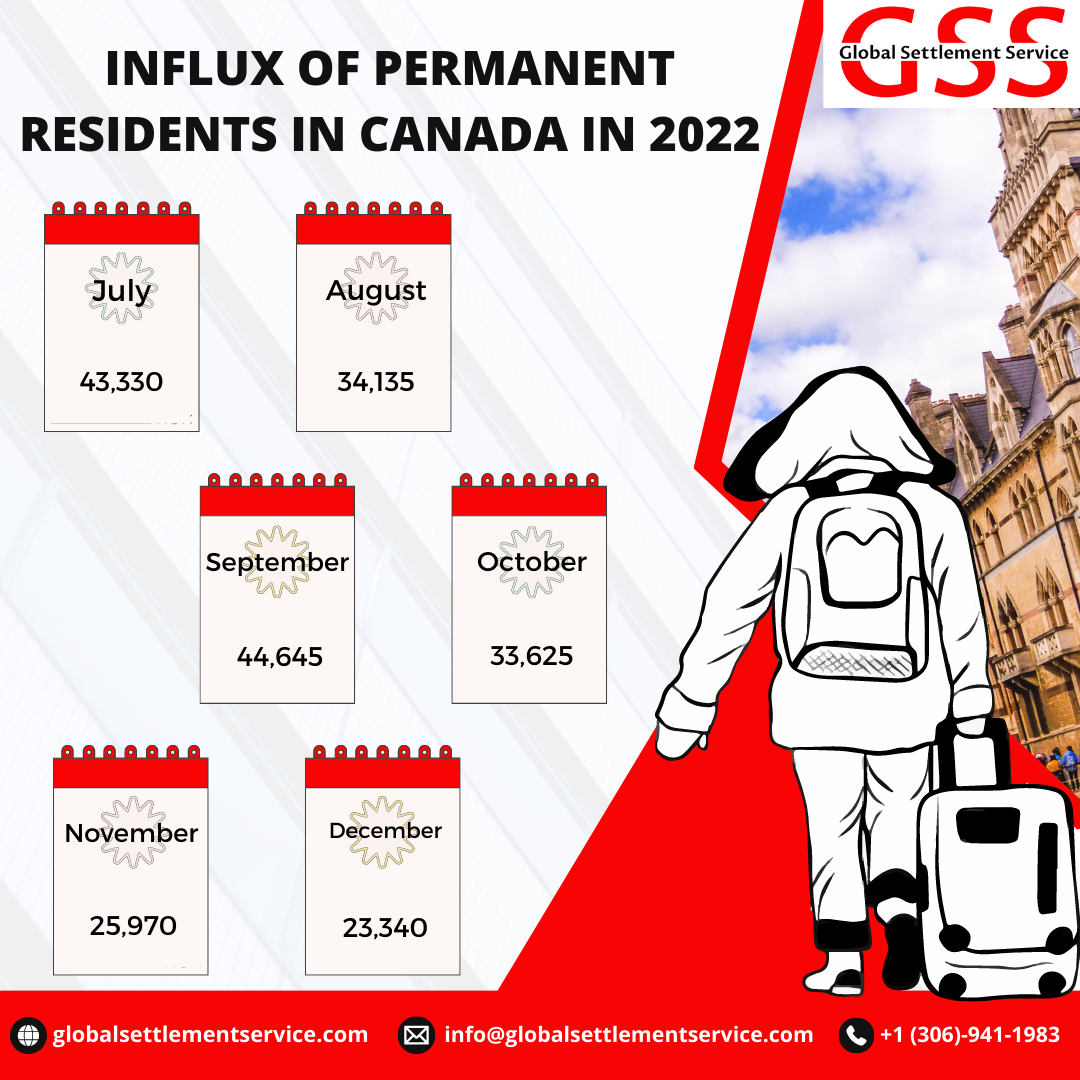 GSS
Global Settlement Service
INFLUX OF PERMANENT
RESIDENTS IN CANADA IN 2022
July
43,330
August
34,135
September
44,645
October
33,625
November
25,970
December
23,340
globalsettlementservice.com
info@globalsettlementservice.com
+1 (306)-941-1983